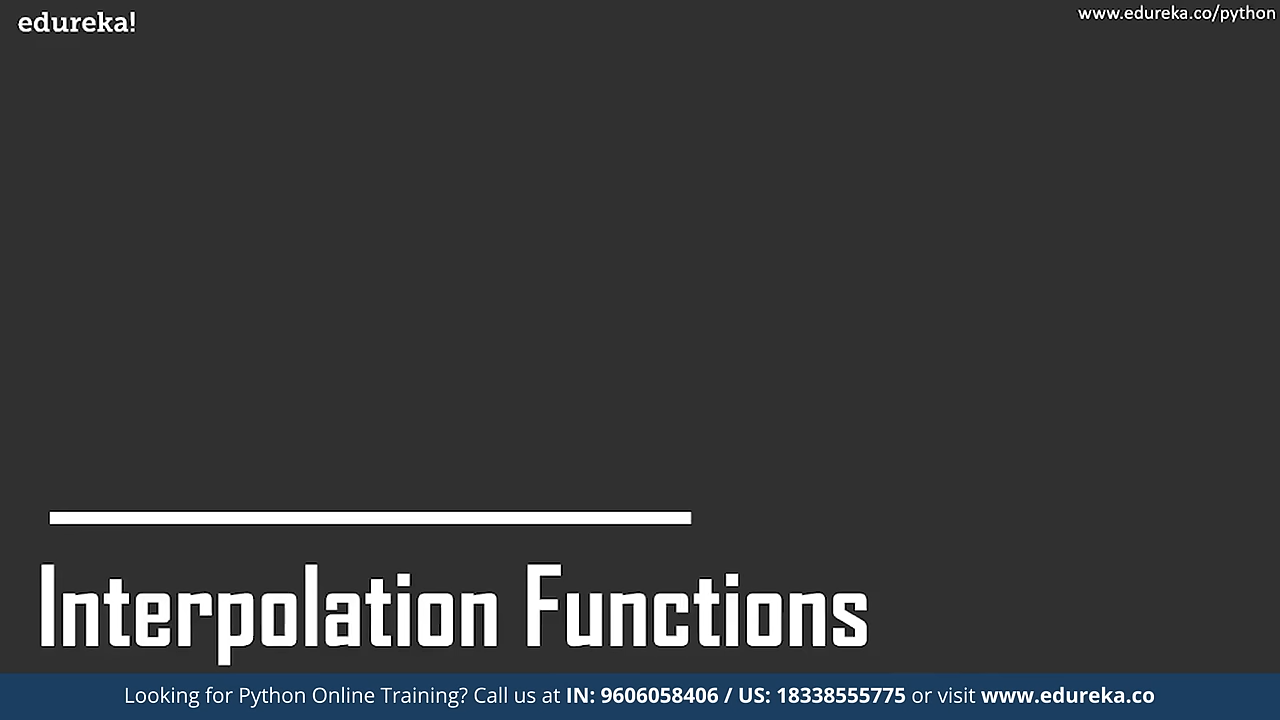 edureka!
www.edureka.co/python
Interpolation Functions
Looking for Python Online Training? Call us at IN: 9606058406 / US: 18338555775 or visit www.edureka.co